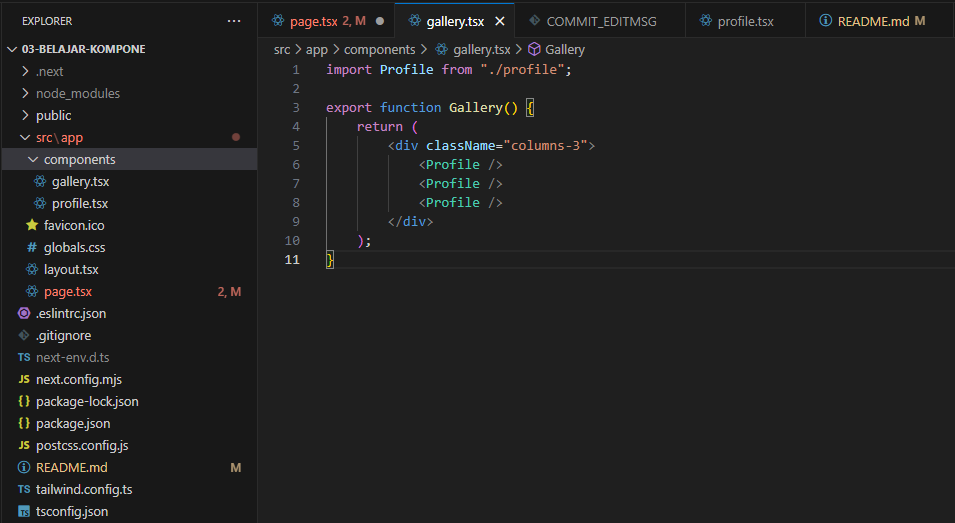 EXPLORER ...
03-BELAJAR-KOMPONE
.next
node_modules
public
src\app
components
gallery.tsx
profile.tsx
favicon.ico
# globals.css
layout.tsx
page.tsx 2, M
.eslintrc.json
.gitignore
TS next-env.d.ts
JS next.config.mjs
{} package-lock.json
{} package.json
JS postcss.config.js
README.md M
TS tailwind.config.ts
TS tsconfig.json
page.tsx 2, M gallery.tsx COMMIT_EDITMSG profile.tsx README.md M
src > app > components > gallery.tsx > Gallery
1 import Profile from "./profile";
2
3 export function Gallery() {
4 return (
5 <div className="columns-3">
6 <Profile />
7 <Profile />
8 <Profile />
9 </div>
10 );
11 }